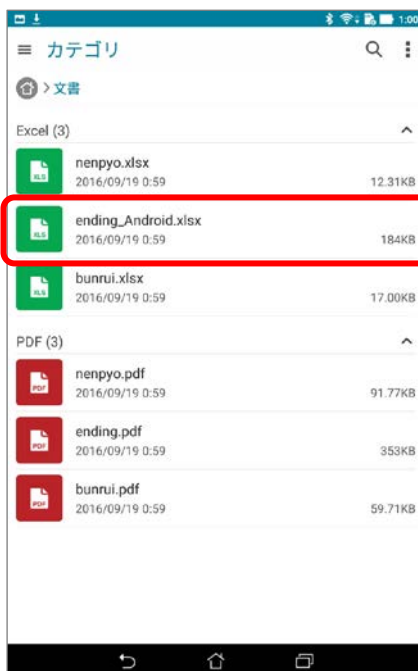 1:00
カテゴリ
文書
Excel (3)
nenpyo.xlsx
2016/09/19 0:59 12.31KB
ending_Android.xlsx
2016/09/19 0:59 184KB
bunrui.xlsx
2016/09/19 0:59 17.00KB
PDF (3)
nenpyo.pdf
2016/09/19 0:59 91.77KB
ending.pdf
2016/09/19 0:59 353KB
bunrui.pdf
2016/09/19 0:59 59.71KB
XLS
XLS
XLS
PDF
PDF
PDF